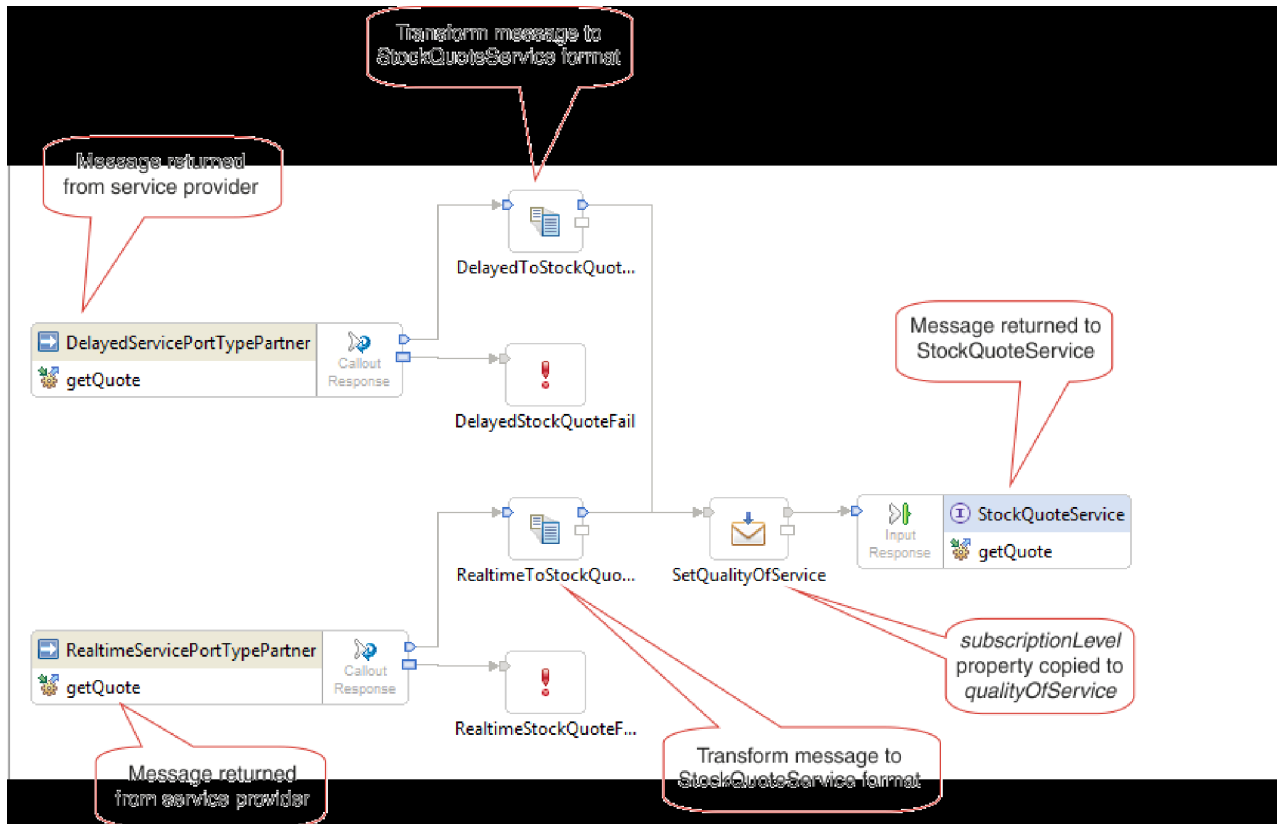 Transform message to
StockQuoteService format
Message returned
from service provider
DelayedToStockQuot...
DelayedServicePortTypePartner
getQuote
Callout
Response
DelayedStockQuoteFail
Message returned to
StockQuoteService
RealtimeToStockQuo...
SetQualityOfService
Input
Response
StockQuoteService
getQuote
RealtimeServicePortTypePartner
getQuote
Callout
Response
RealtimeStockQuoteF...
subscriptionLevel
property copied to
qualityOfService
Message returned
from service provider
Transform message to
StockQuoteService format